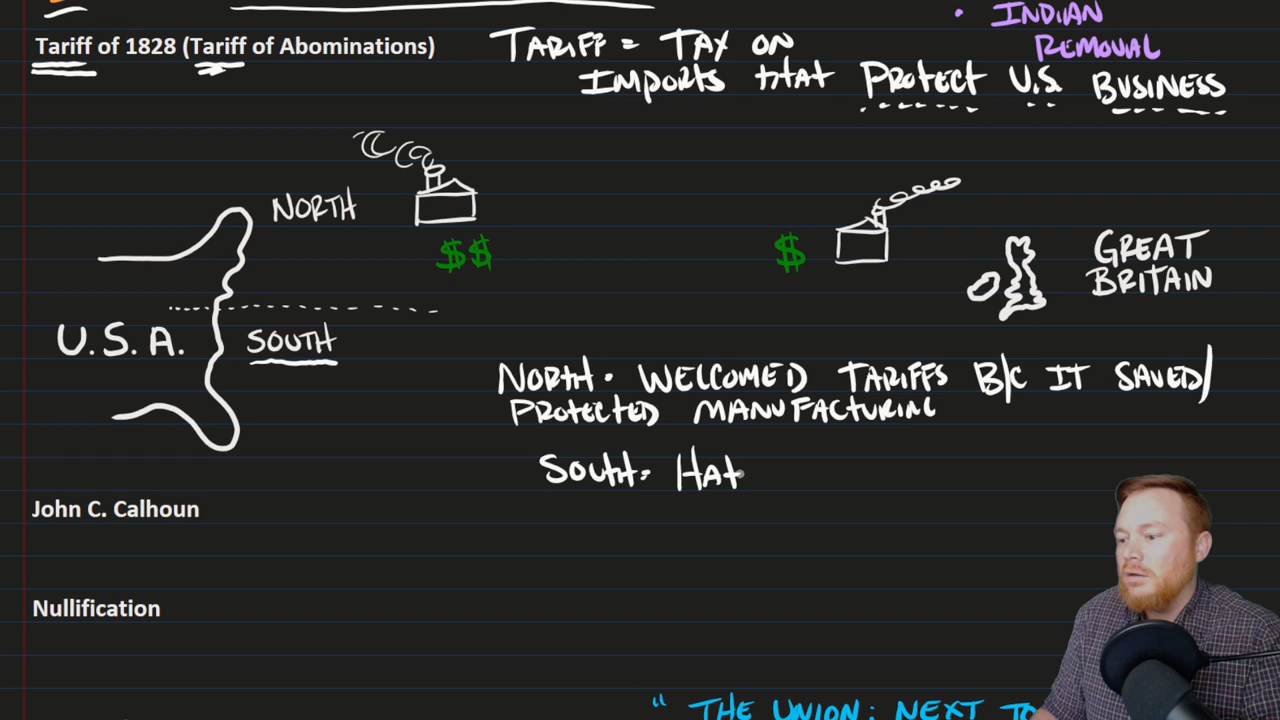 • INDIAN
REMOVAL
Tariff of 1828 (Tariff of Abominations)
TARIFF = TAX ON
IMPORTS THAT PROTECT U.S. BUSINESS
NORTH
$$
$
GREAT
BRITAIN
U.S.A.
SOUTH
NORTH• WELCOMED TARIFFS B/C IT SAVED/
PROTECTED MANUFACTURING
SOUTH• HAT
John C. Calhoun
Nullification
" THE UNION: NEXT TO